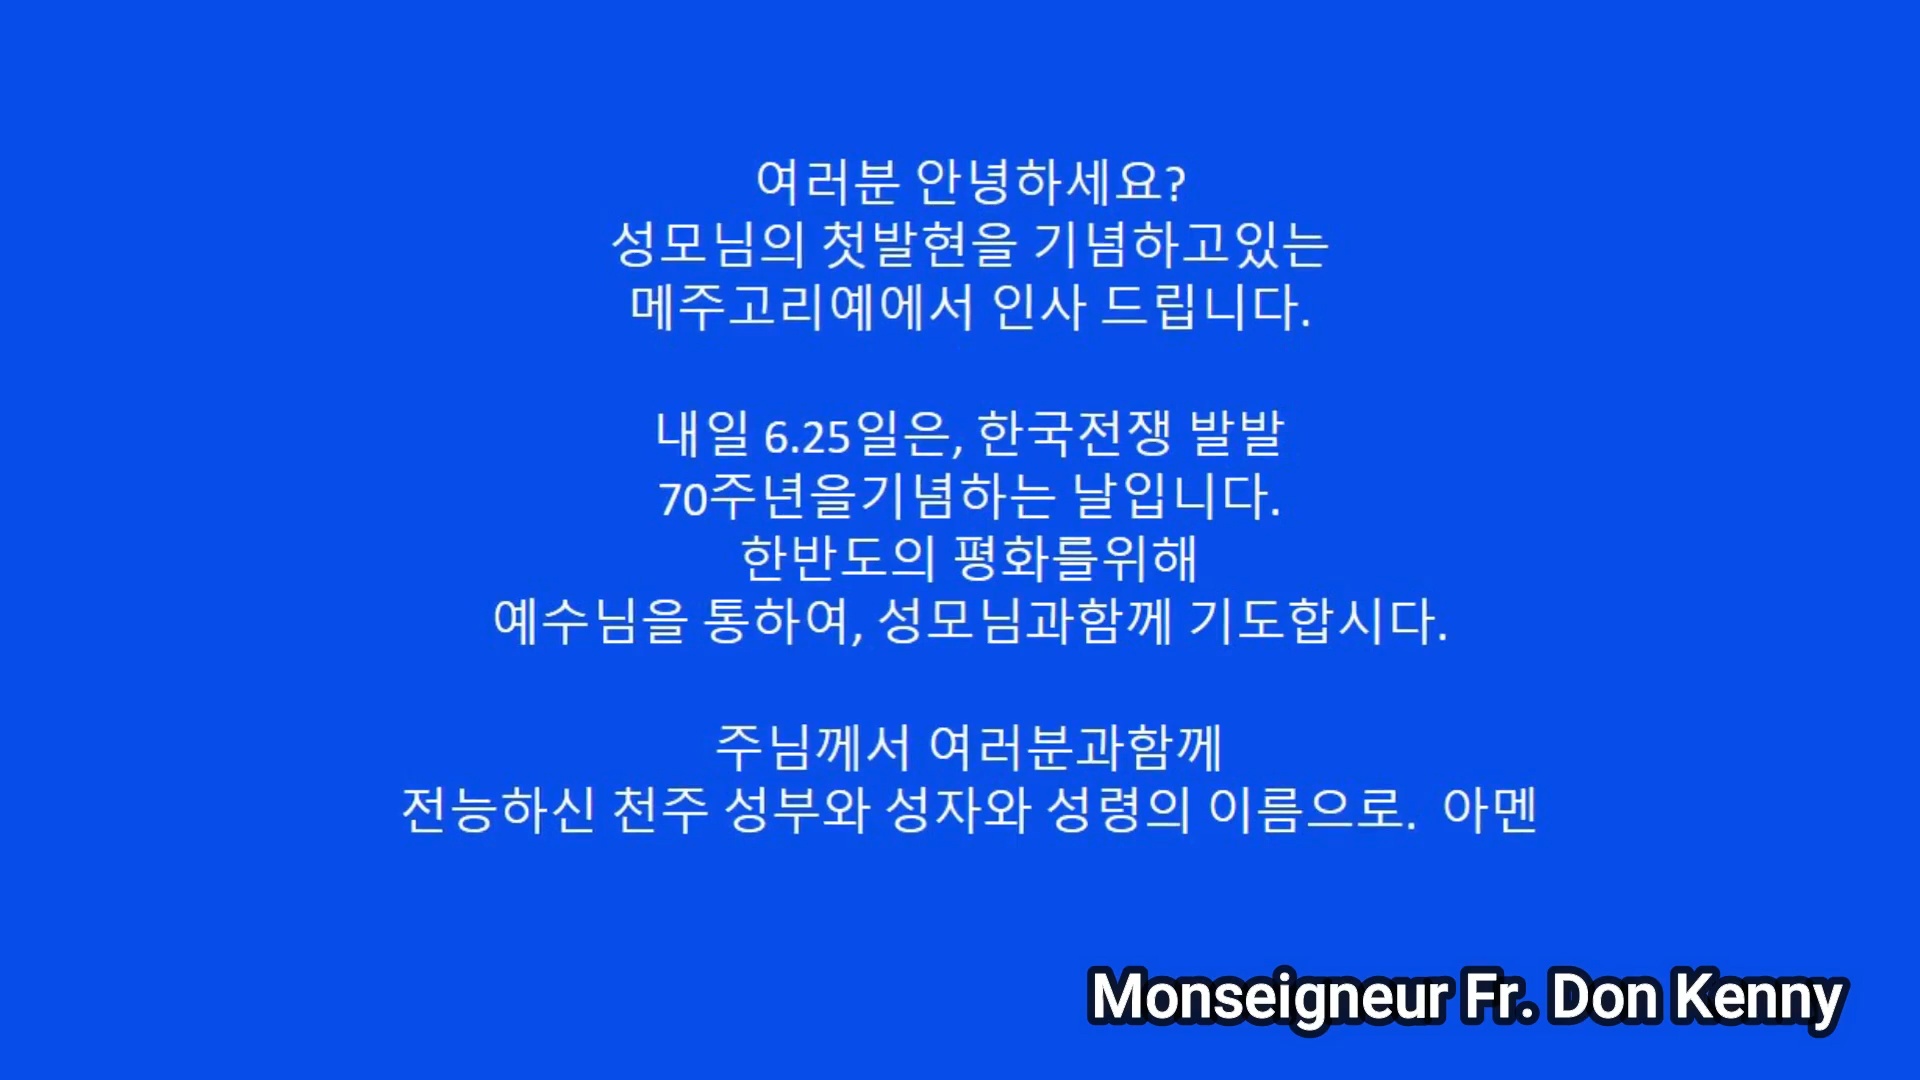 여러분 안녕하세요?
성모님의 첫발현을 기념하고있는
메주고리예에서 인사 드립니다.
내일 6.25일은, 한국전쟁 발발
70주년을기념하는 날입니다.
한반도의 평화를위해
예수님을 통하여, 성모님과함께 기도합시다.
주님께서 여러분과함께
전능하신 천주 성부와 성자와 성령의 이름으로. 아멘
Monseigneur Fr. Don Kenny